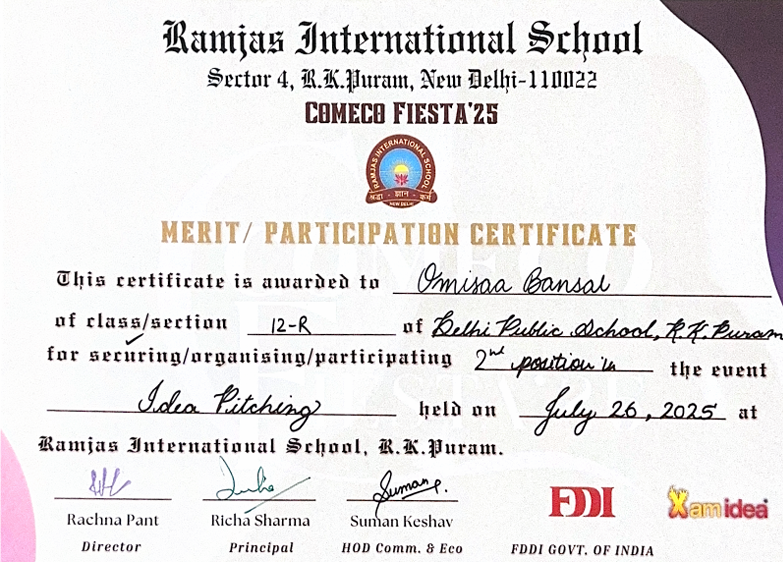 Ramjas International School
Sector 4, R.K.Puram, New Delhi-110022
COMECO FIESTA'25
RAMJAS INTERNATIONAL SCHOOL
श्रद्धा - ज्ञान - कर्म
NEW DELHI
MERIT/ PARTICIPATION CERTIFICATE
This certificate is awarded to Omisaa Bansal
of class/section 12-R of Delhi Public School, R.K. Puram
for securing/organising/participating 2nd position in the event
Idea Pitching held on July 26, 2025 at
Ramjas International School, R.K.Puram.
Suman
Rachna Pant Richa Sharma Suman Keshav FDDI Xam idea
Director Principal HOD Comm. & Eco FDDI GOVT. OF INDIA